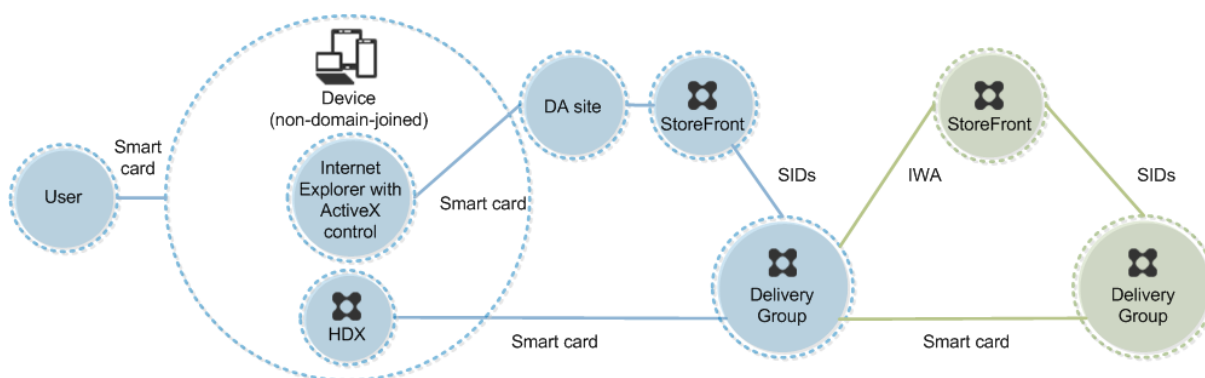 User
Smart
card
Device
(non-domain-joined)
Internet
Explorer with
ActiveX
control
HDX
Smart card
DA site
StoreFront
SIDs
Delivery
Group
Smart card
IWA
StoreFront
SIDs
Delivery
Group
Smart card